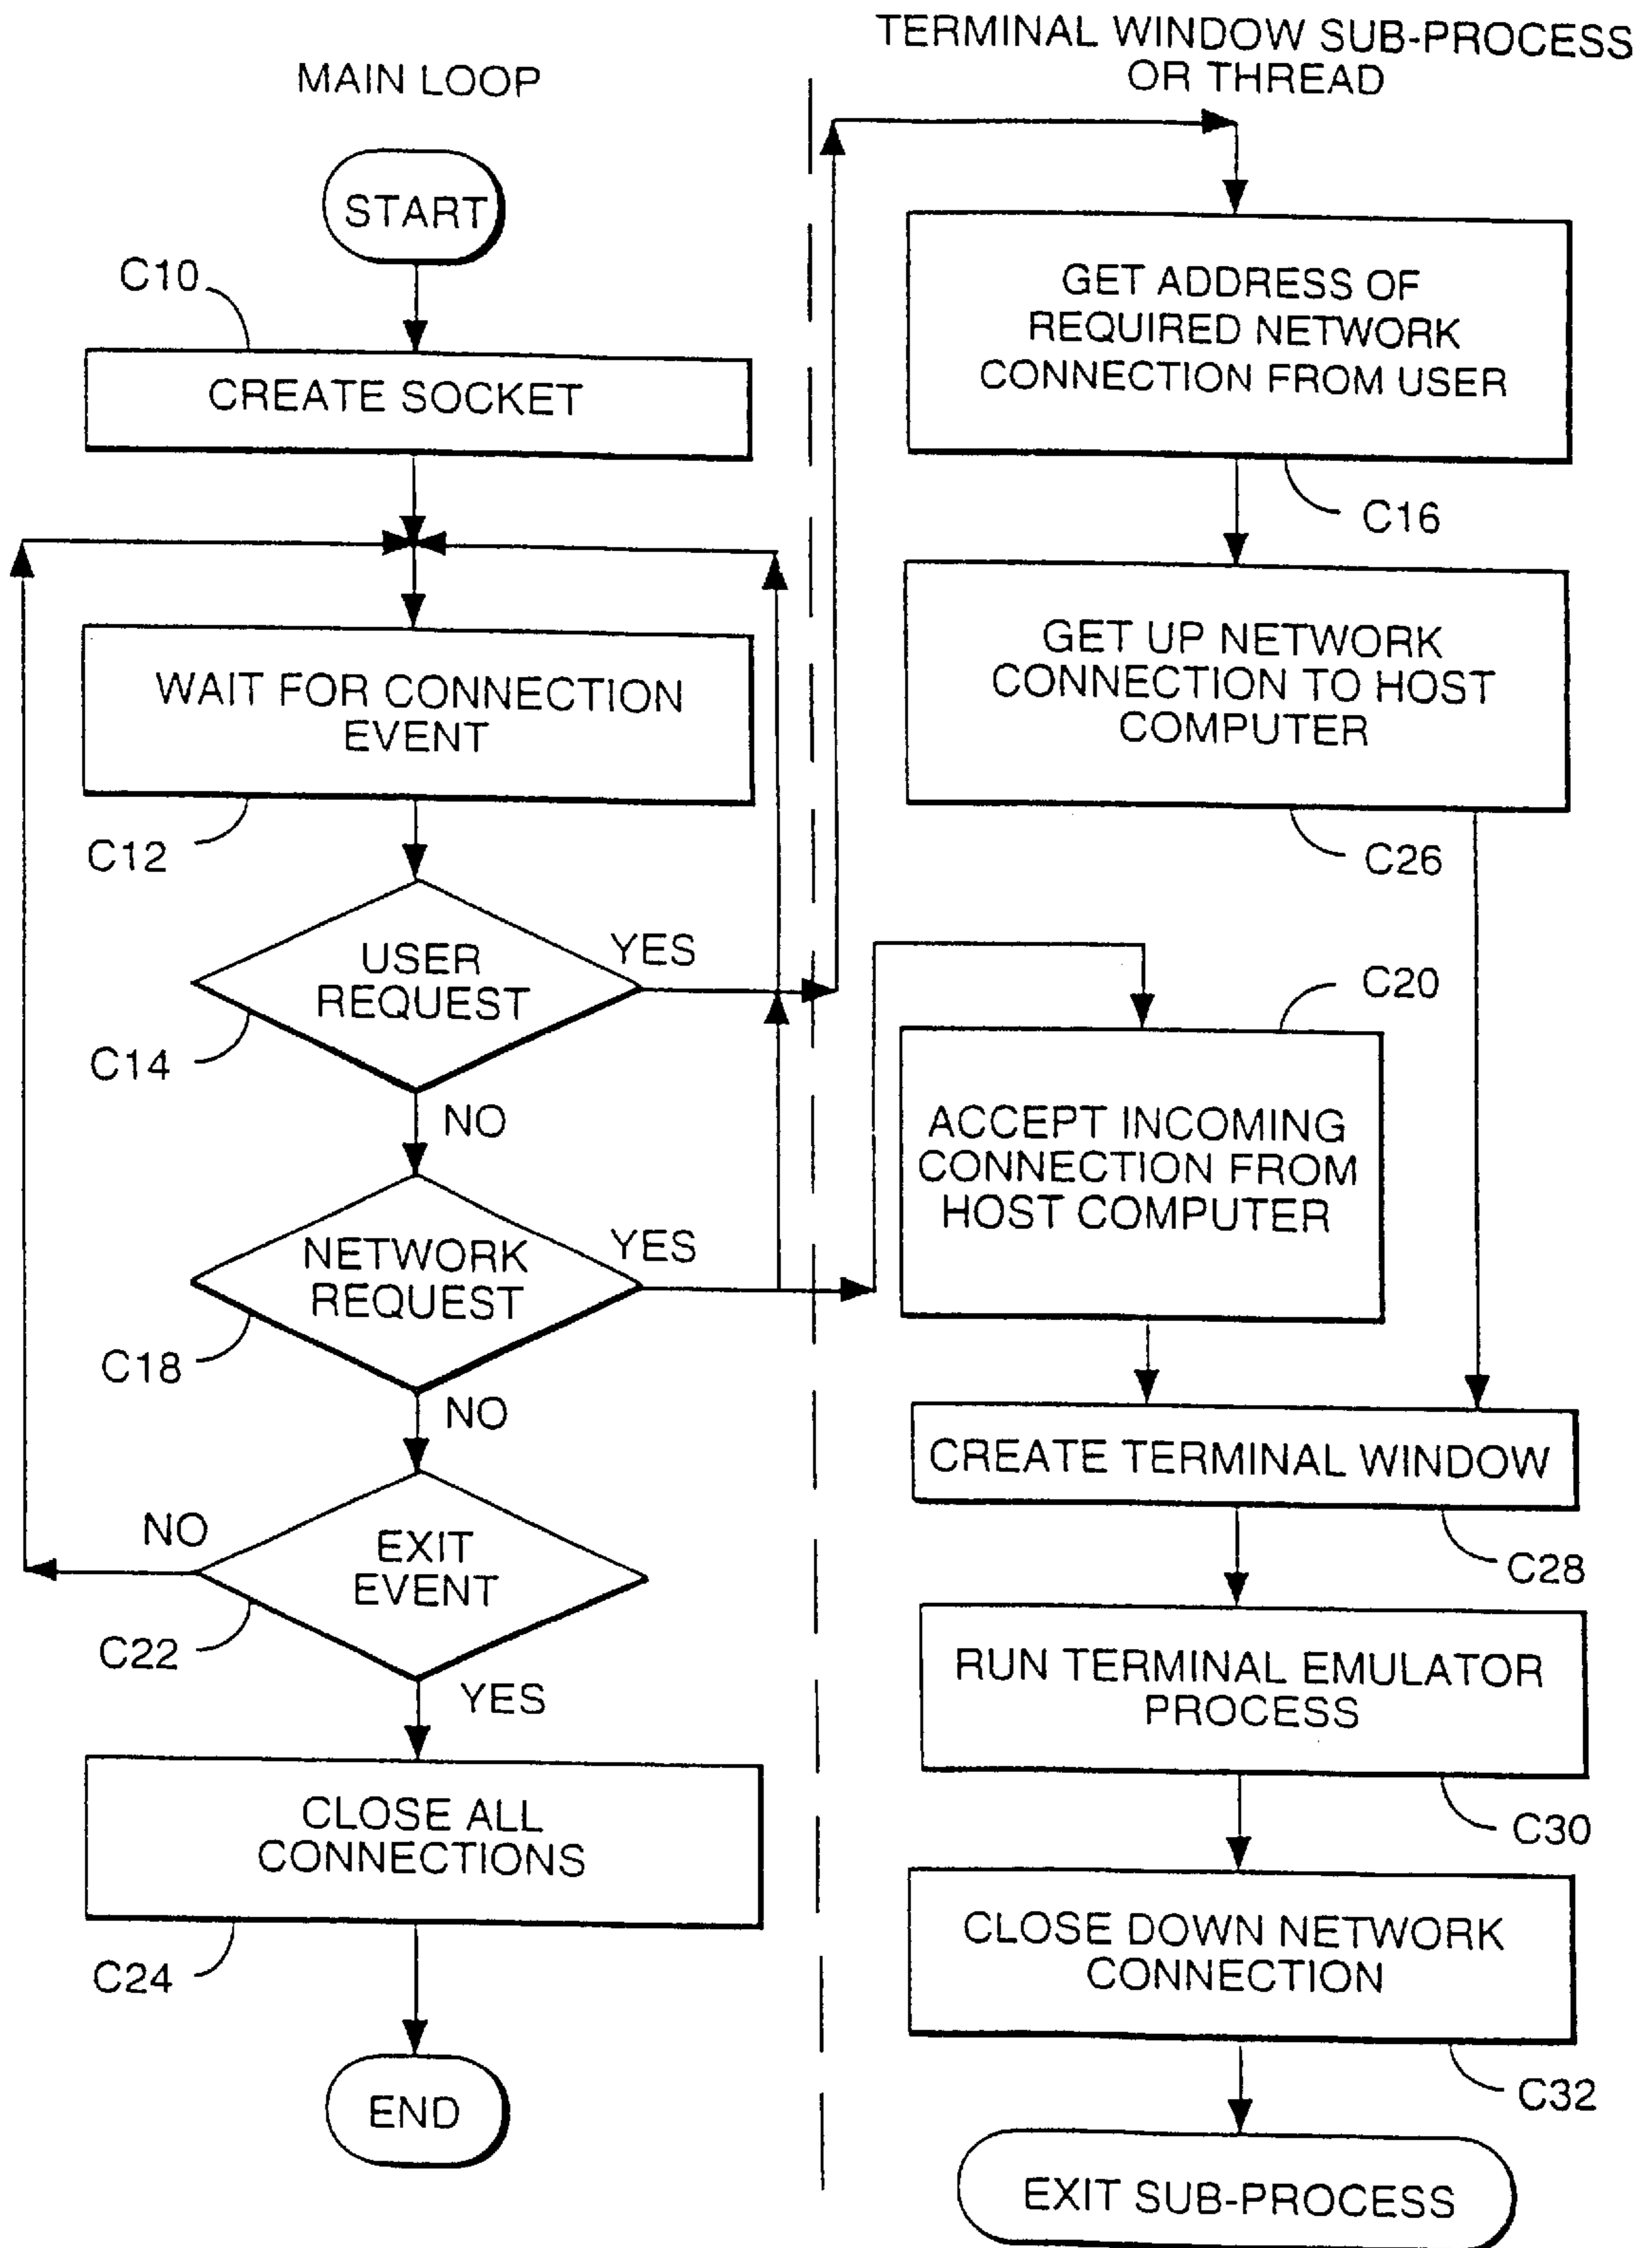 MAIN LOOP
START
C10
CREATE SOCKET
WAIT FOR CONNECTION
EVENT
C12
USER
REQUEST
YES
C14
NO
NETWORK
REQUEST
YES
C18
NO
EXIT
EVENT
NO
C22
YES
CLOSE ALL
CONNECTIONS
C24
END
TERMINAL WINDOW SUB-PROCESS
OR THREAD
GET ADDRESS OF
REQUIRED NETWORK
CONNECTION FROM USER
C16
GET UP NETWORK
CONNECTION TO HOST
COMPUTER
C26
C20
ACCEPT INCOMING
CONNECTION FROM
HOST COMPUTER
CREATE TERMINAL WINDOW
C28
RUN TERMINAL EMULATOR
PROCESS
C30
CLOSE DOWN NETWORK
CONNECTION
C32
EXIT SUB-PROCESS